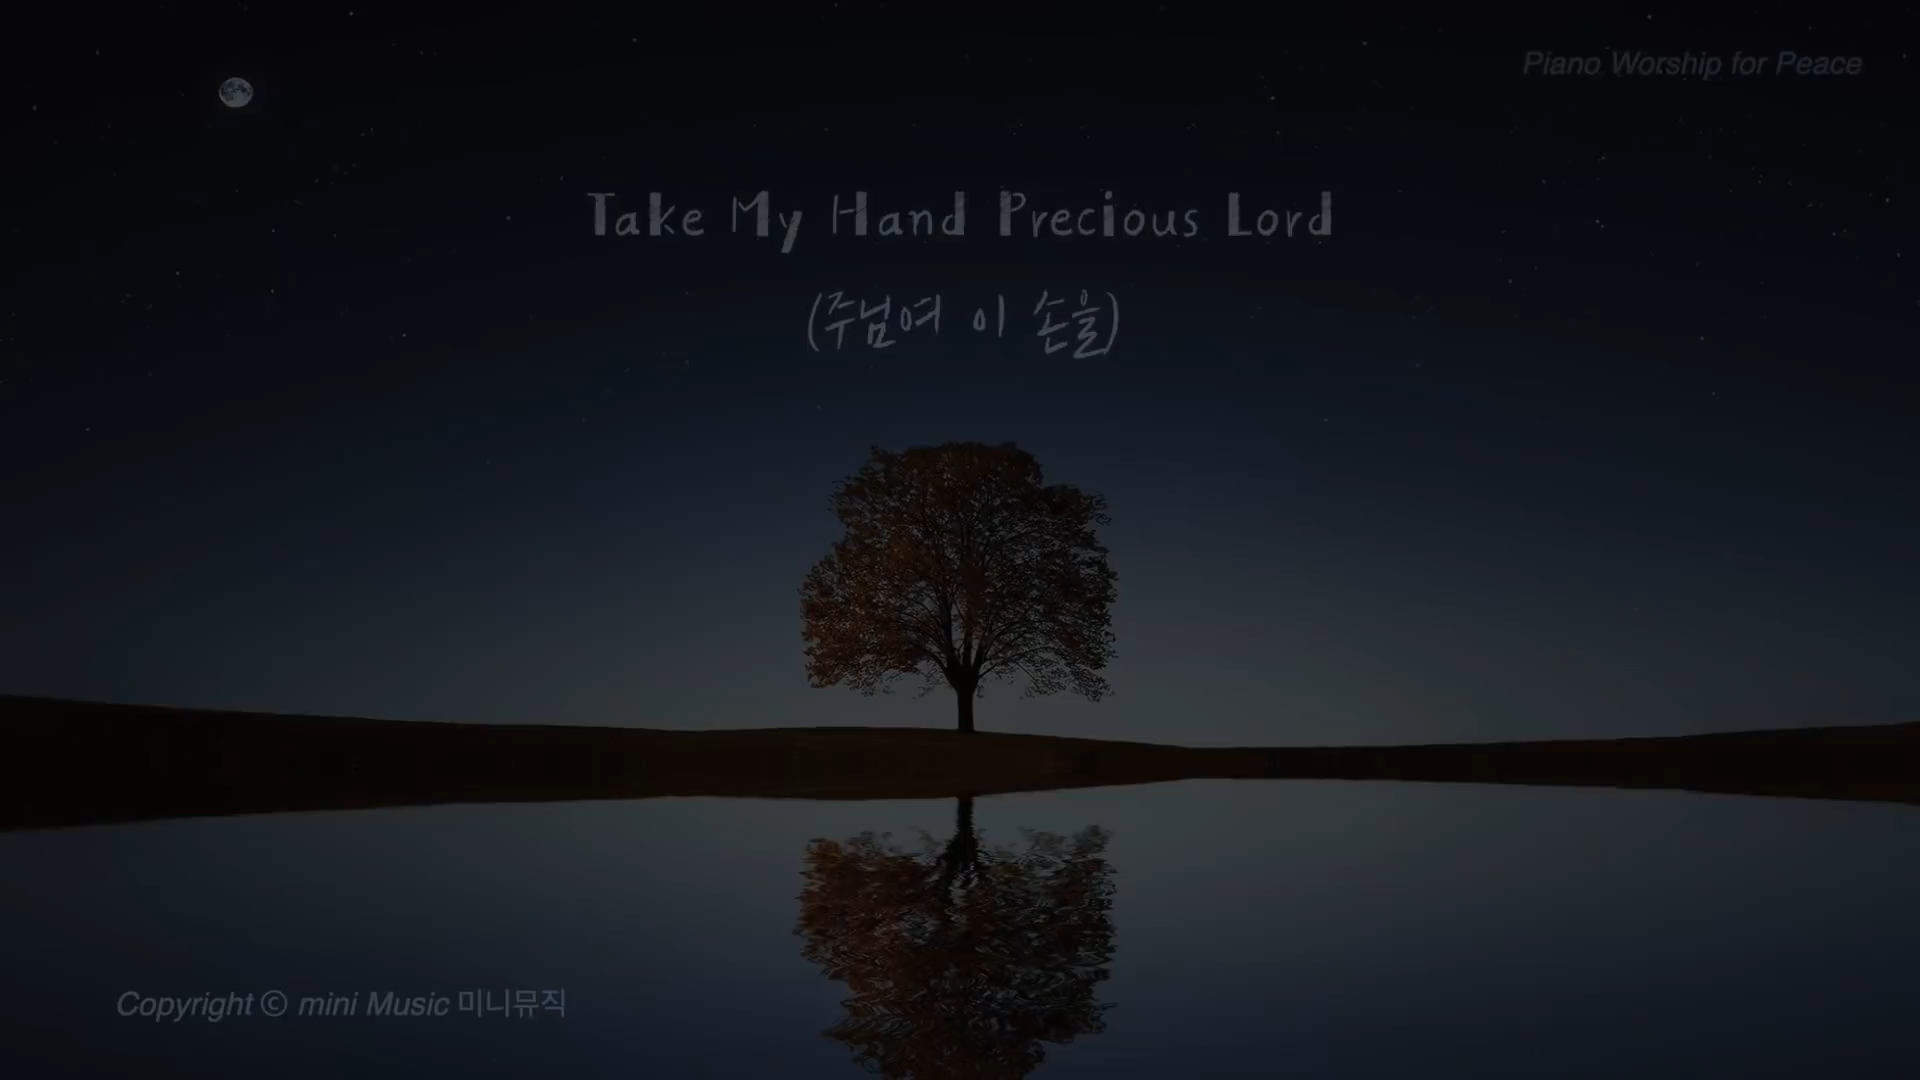 Piano Worship for Peace
Take My Hand Precious Lord
(주님여 이 손을)
Copyright © mini Music 미니뮤직